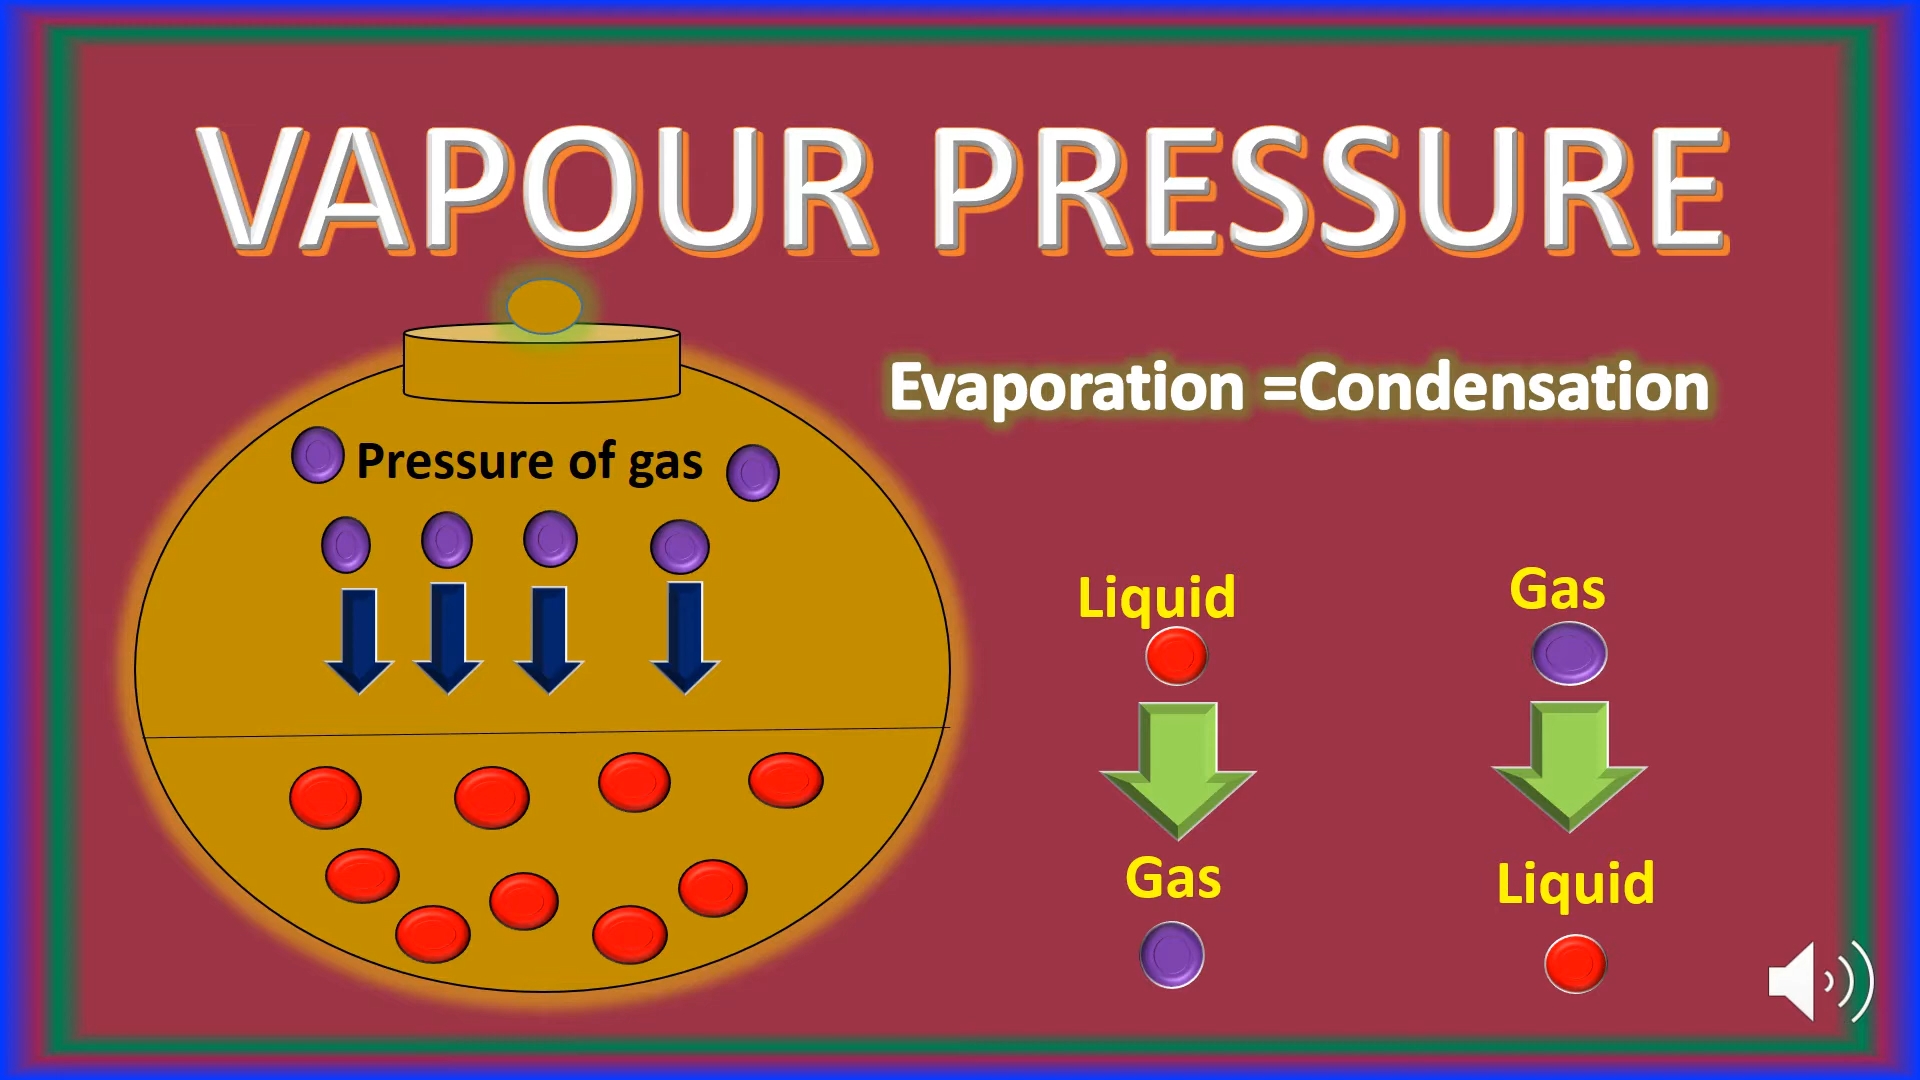 VAPOUR PRESSURE
Evaporation =Condensation
Pressure of gas
Liquid
Gas
Gas
Liquid